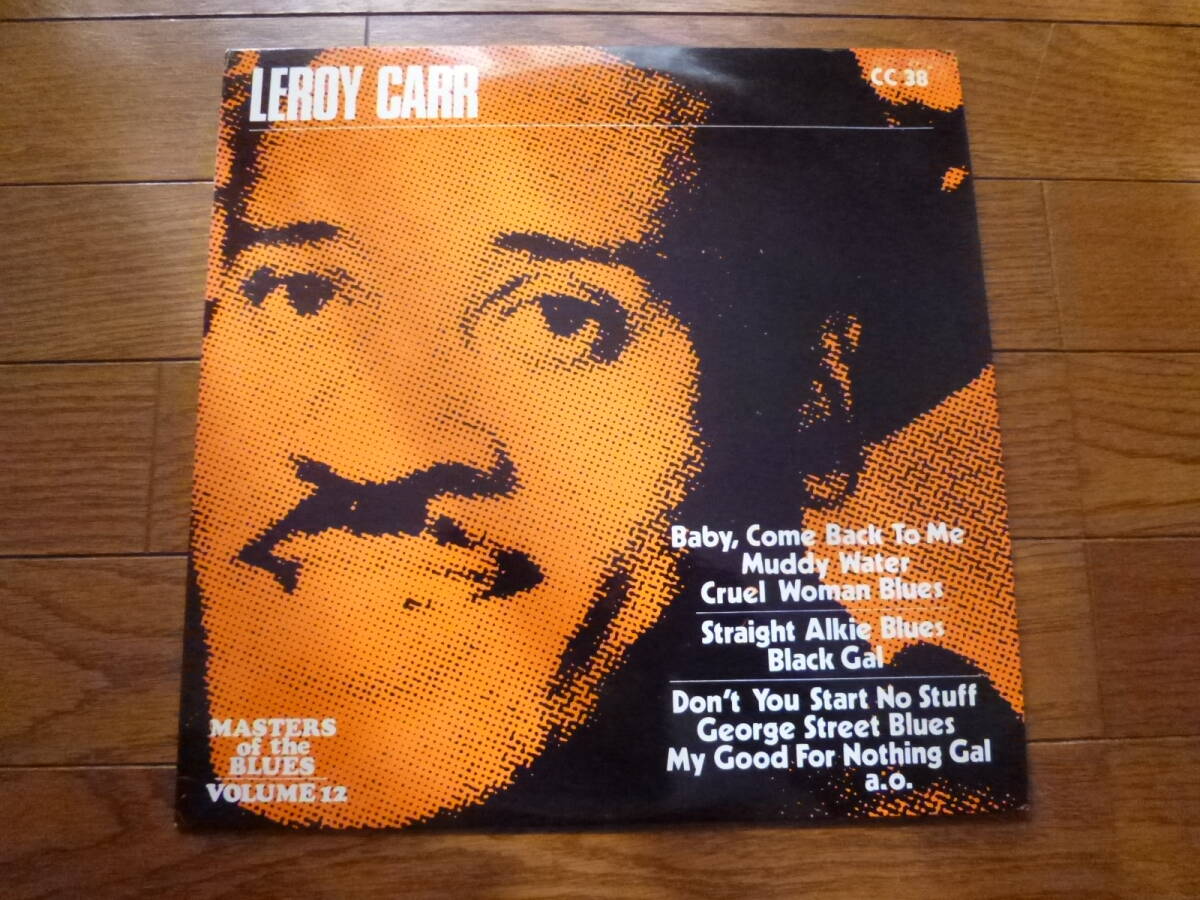 LEROY CARR
CC 38
Baby, Come Back To Me
Muddy Water
Cruel Woman Blues
Straight Alkie Blues
Black Gal
Don't You Start No Stuff
George Street Blues
My Good For Nothing Gal
a.o.
MASTERS
of the
BLUES
VOLUME 12